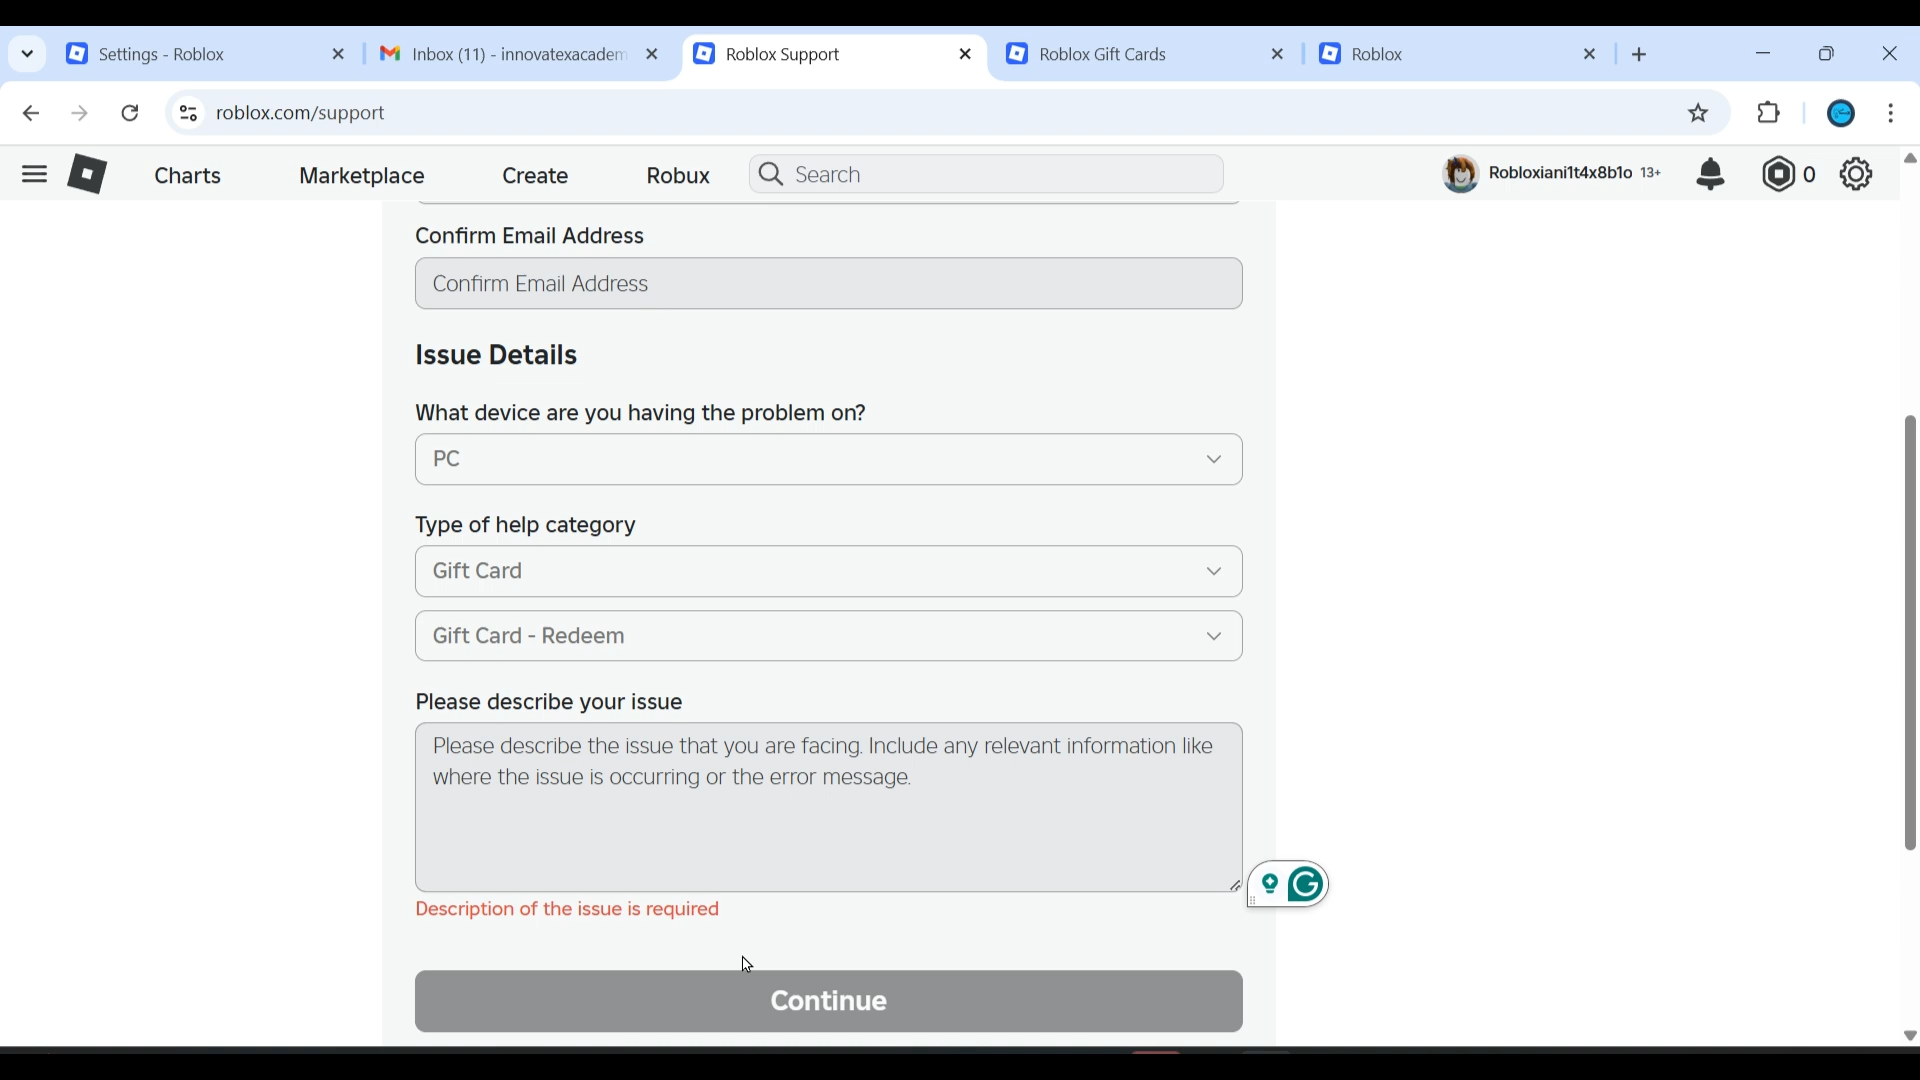 Settings - Roblox
Inbox (11) - innovatexacadem
Roblox Support
Roblox Gift Cards
Roblox
roblox.com/support
Charts
Marketplace
Create
Robux
Search
Robloxiani1t4x8b1o 13+
0
Confirm Email Address
Confirm Email Address
Issue Details
What device are you having the problem on?
PC
Type of help category
Gift Card
Gift Card - Redeem
Please describe your issue
Please describe the issue that you are facing. Include any relevant information like
where the issue is occurring or the error message.
Description of the issue is required
Continue